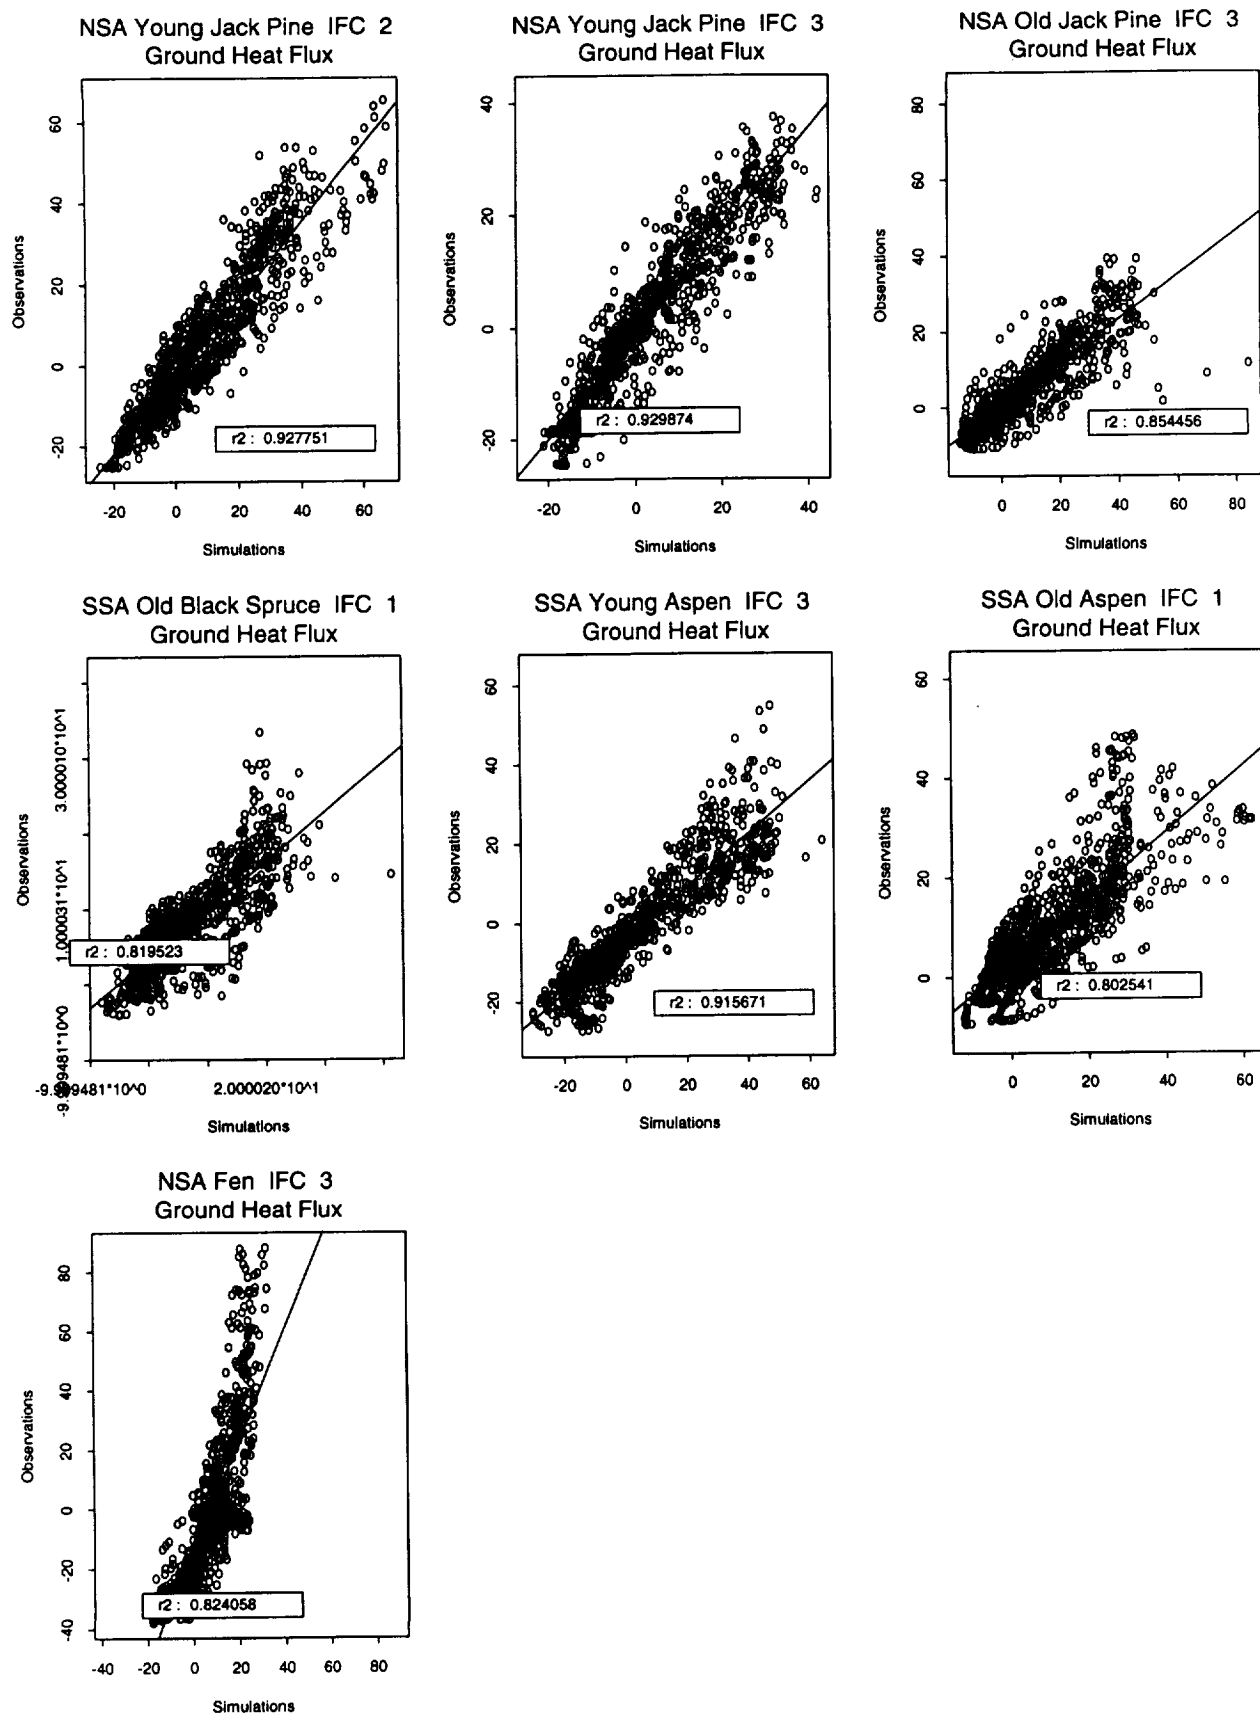 NSA Young Jack Pine IFC 2
Ground Heat Flux
Observations
60
40
20
0
-20
r2 : 0.927751
-20 0 20 40 60
Simulations
NSA Young Jack Pine IFC 3
Ground Heat Flux
Observations
40
20
0
-20
r2 : 0.929874
-20 0 20 40
Simulations
NSA Old Jack Pine IFC 3
Ground Heat Flux
Observations
80
60
40
20
0
r2 : 0.854456
0 20 40 60 80
Simulations
SSA Old Black Spruce IFC 1
Ground Heat Flux
Observations
3.000010*10^1
1.000031*10^1
r2 : 0.819523
2.000020*10^1
Simulations
SSA Young Aspen IFC 3
Ground Heat Flux
Observations
60
40
20
0
-20
r2 : 0.915671
-20 0 20 40 60
Simulations
SSA Old Aspen IFC 1
Ground Heat Flux
Observations
60
40
20
0
r2 : 0.802541
0 20 40 60
Simulations
NSA Fen IFC 3
Ground Heat Flux
Observations
80
60
40
20
0
-20
-40
r2 : 0.824058
-40 -20 0 20 40 60 80
Simulations